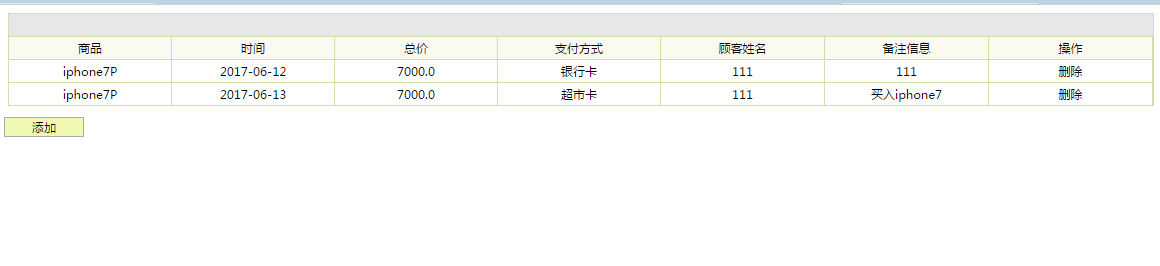 商品 时间 总价 支付方式 顾客姓名 备注信息 操作
iphone7P 2017-06-12 7000.0 银行卡 111 111 删除
iphone7P 2017-06-13 7000.0 超市卡 111 买入iphone7 删除
添加